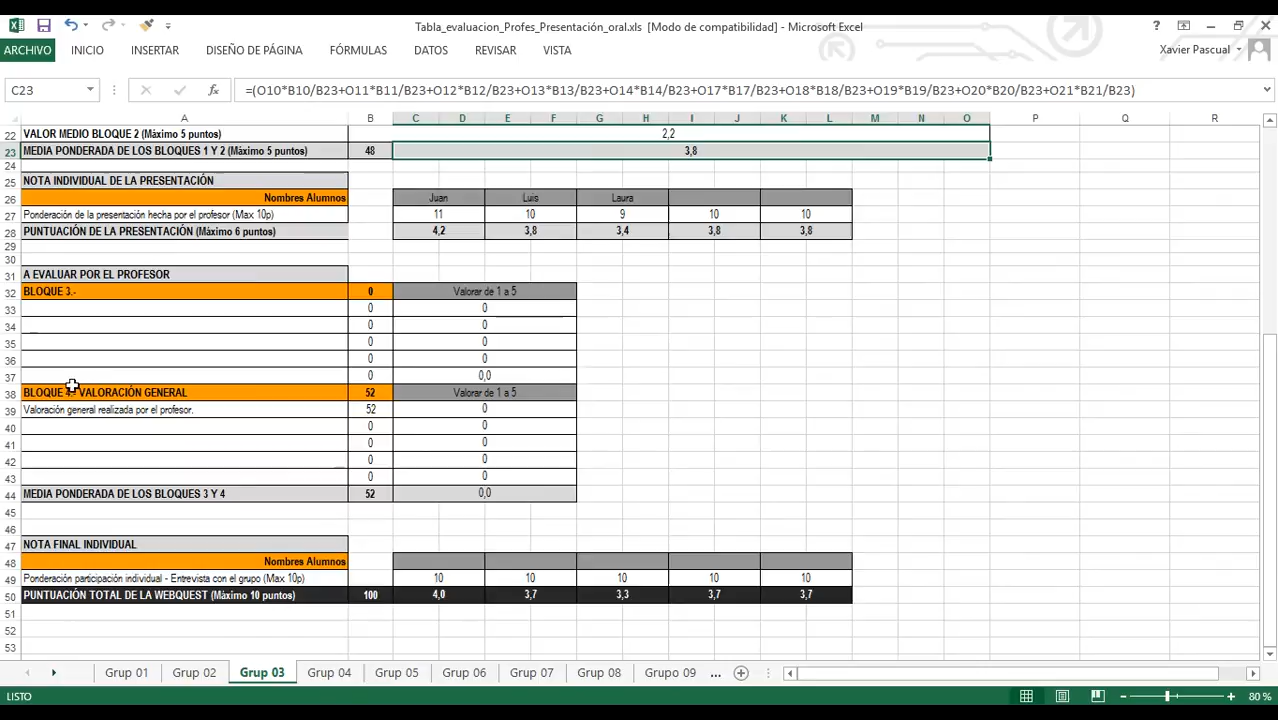 Tabla_evaluacion_Profes_Presentación_oral.xls [Modo de compatibilidad] - Microsoft Excel
ARCHIVO INICIO INSERTAR DISEÑO DE PÁGINA FÓRMULAS DATOS REVISAR VISTA Xavier Pascual
C23 =(O10*B10/B23+O11*B11/B23+O12*B12/B23+O13*B13/B23+O14*B14/B23+O17*B17/B23+O18*B18/B23+O19*B19/B23+O20*B20/B23+O21*B21/B23)
A B C D E F G H I J K L M N O P Q R
22 VALOR MEDIO BLOQUE 2 (Máximo 5 puntos) 2,2
23 MEDIA PONDERADA DE LOS BLOQUES 1 Y 2 (Máximo 5 puntos) 48 3,8
24
25 NOTA INDIVIDUAL DE LA PRESENTACIÓN
26 Nombres Alumnos Juan Luis Laura
27 Ponderación de la presentación hecha por el profesor (Max 10p) 11 10 9 10 10
28 PUNTUACIÓN DE LA PRESENTACIÓN (Máximo 6 puntos) 4,2 3,8 3,4 3,8 3,8
29
30
31 A EVALUAR POR EL PROFESOR
32 BLOQUE 3.- 0 Valorar de 1 a 5
33 0 0
34 0 0
35 0 0
36 0 0
37 0 0,0
38 BLOQUE VALORACIÓN GENERAL 52 Valorar de 1 a 5
39 Valoración general realizada por el profesor. 52 0
40 0 0
41 0 0
42 0 0
43 0 0
44 MEDIA PONDERADA DE LOS BLOQUES 3 Y 4 52 0,0
45
46
47 NOTA FINAL INDIVIDUAL
48 Nombres Alumnos
49 Ponderación participación individual - Entrevista con el grupo (Max 10p) 10 10 10 10 10
50 PUNTUACIÓN TOTAL DE LA WEBQUEST (Máximo 10 puntos) 100 4,0 3,7 3,3 3,7 3,7
51
52
53
Grup 01 Grup 02 Grup 03 Grup 04 Grup 05 Grup 06 Grup 07 Grup 08 Grupo 09 ...
LISTO 80 %